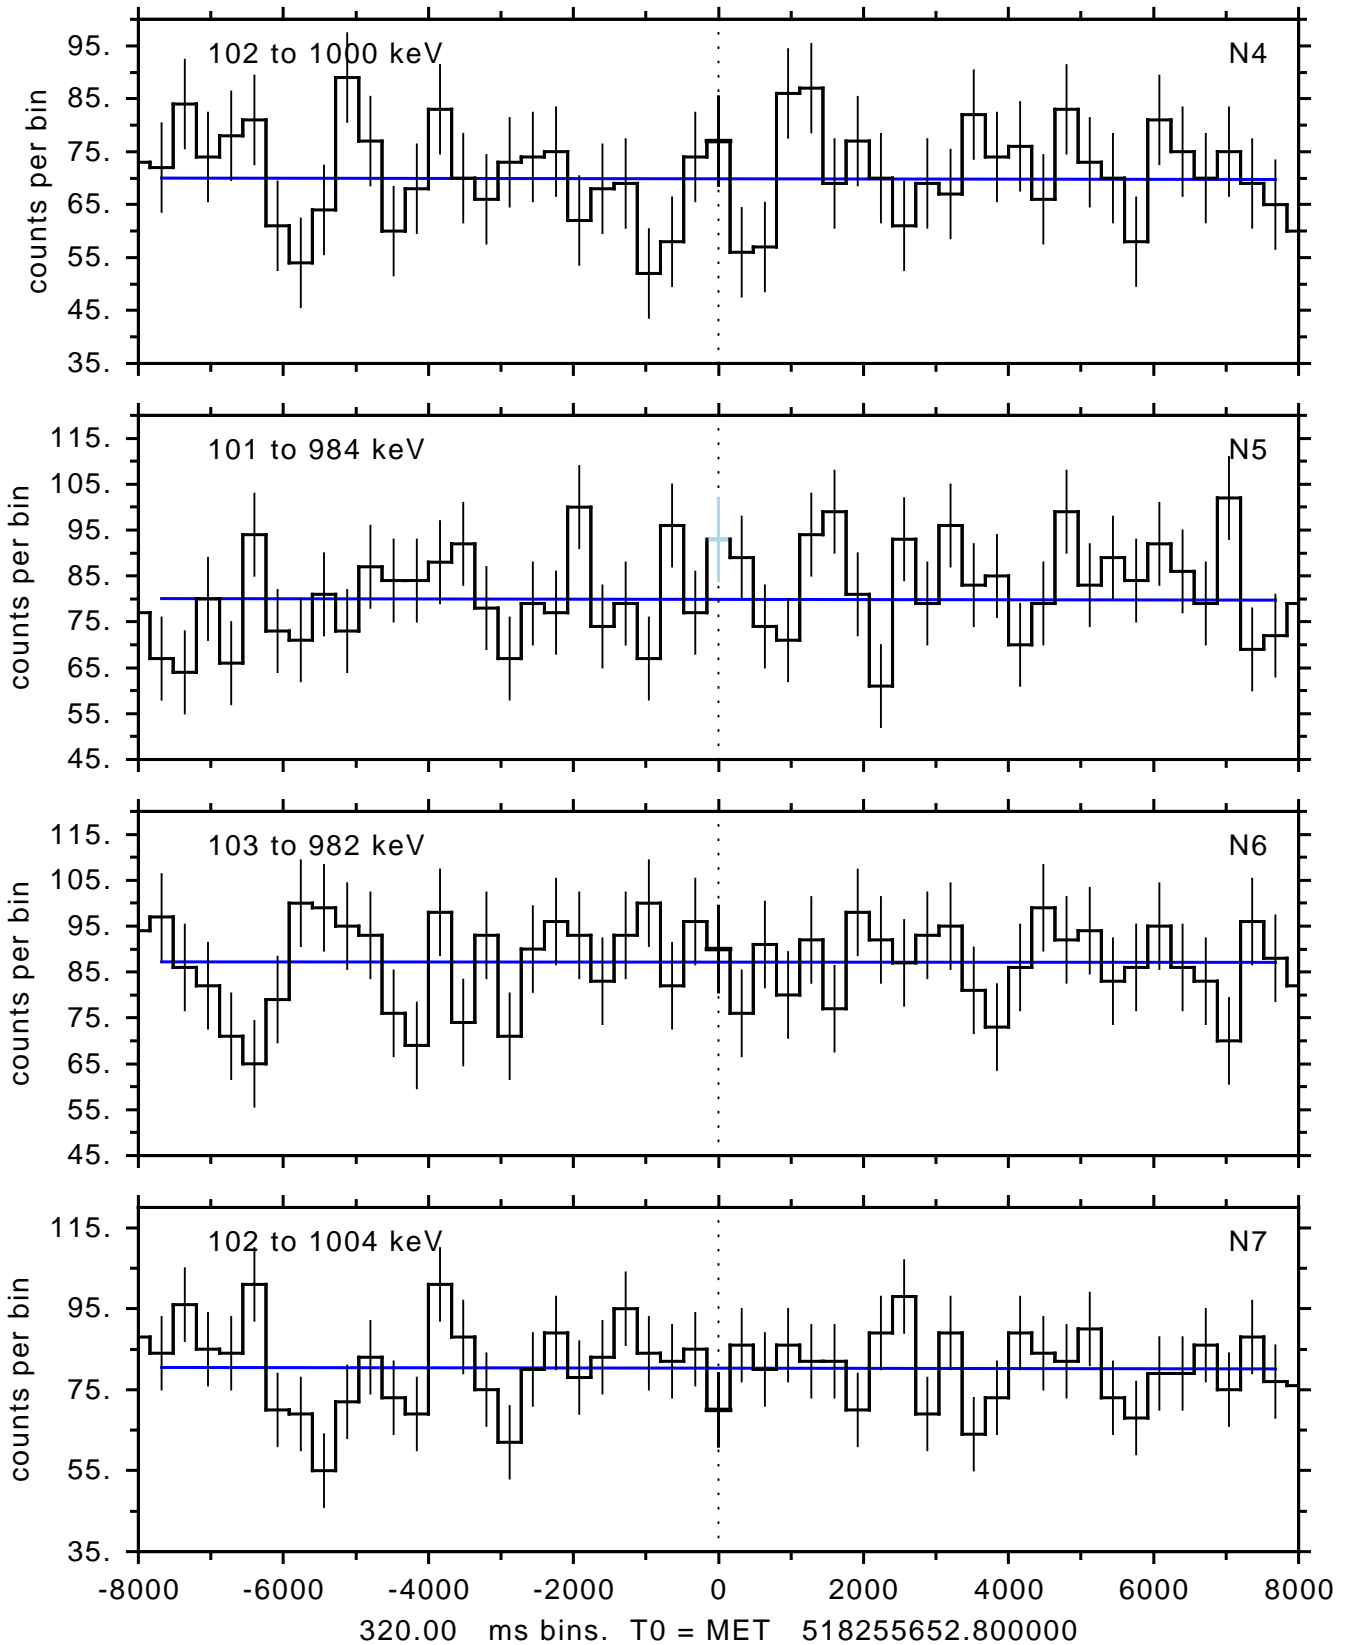 102 to 1000 keV N4
95.
85.
75.
65.
55.
45.
35.
counts per bin
101 to 984 keV N5
115.
105.
95.
85.
75.
65.
55.
45.
counts per bin
103 to 982 keV N6
115.
105.
95.
85.
75.
65.
55.
45.
counts per bin
102 to 1004 keV N7
115.
95.
75.
55.
35.
counts per bin
-8000 -6000 -4000 -2000 0 2000 4000 6000 8000
320.00 ms bins. T0 = MET 518255652.800000